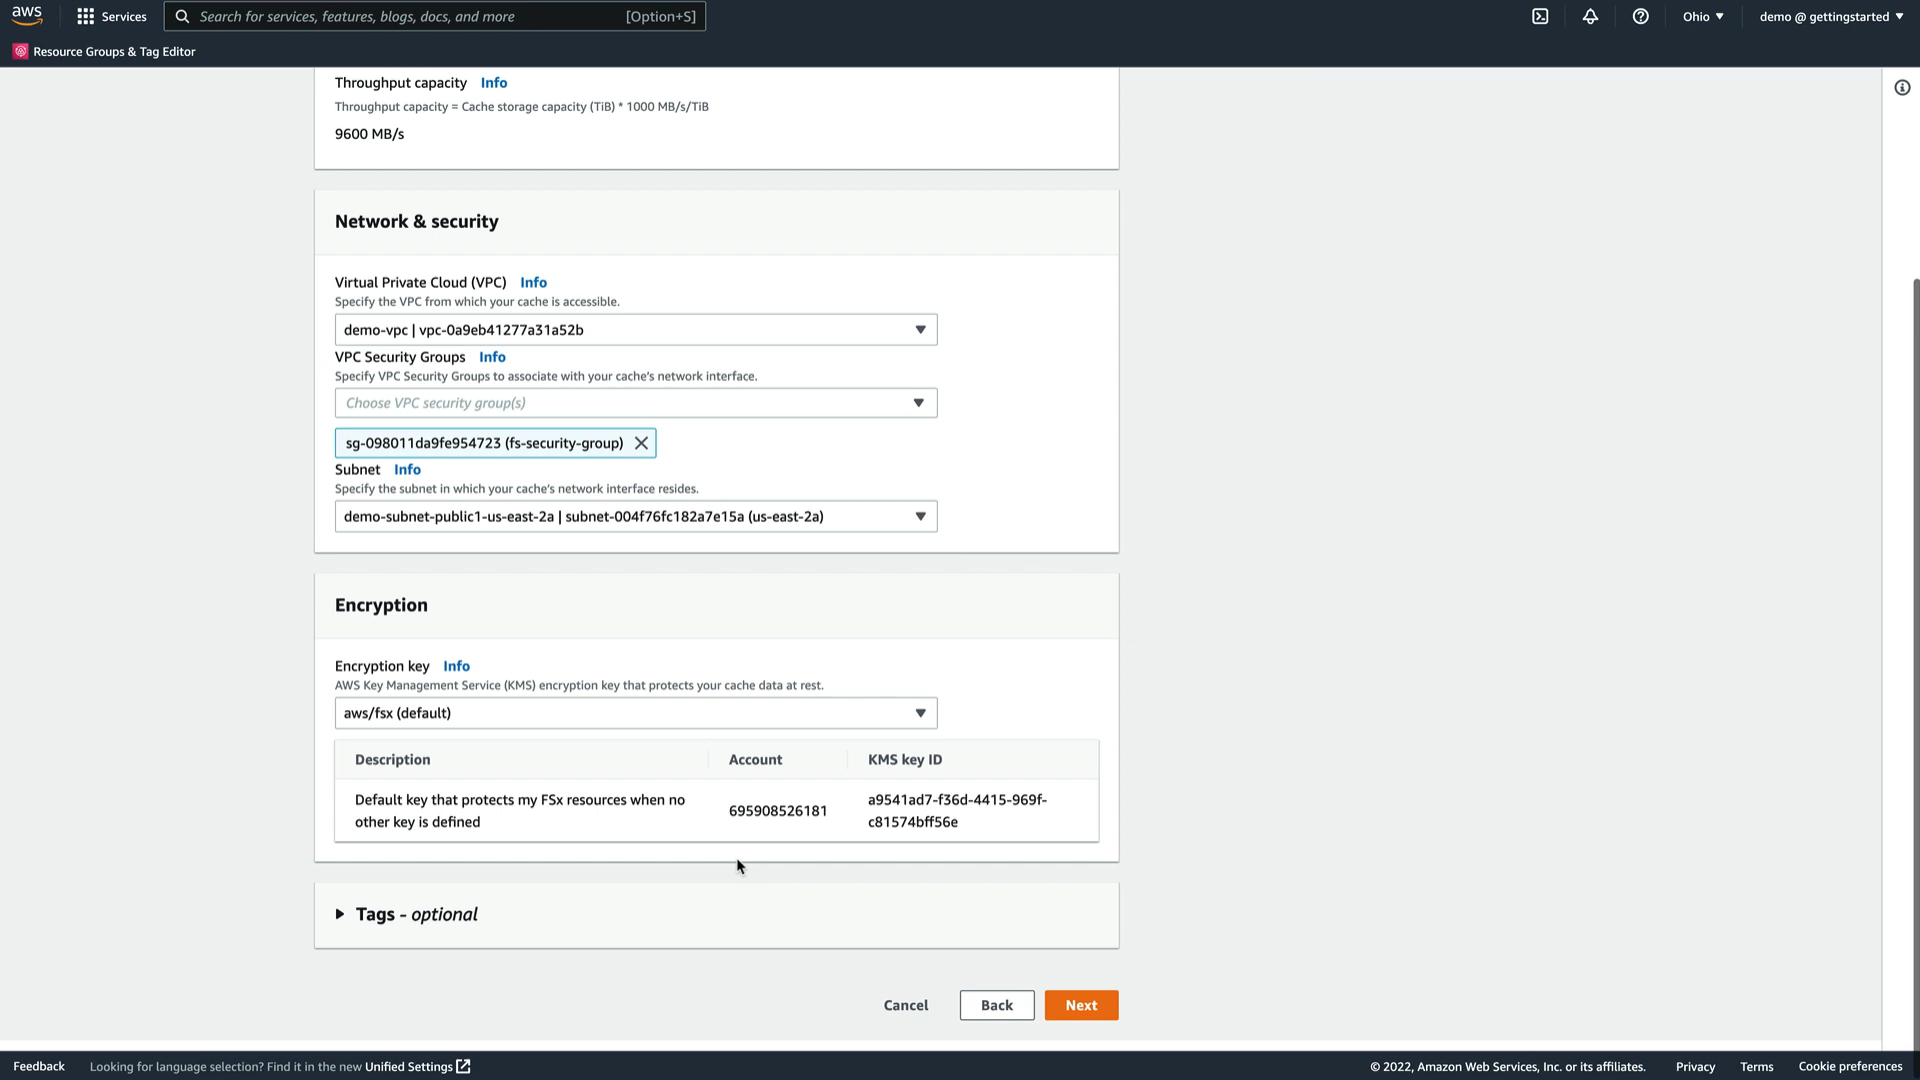 aws
Services
Search for services, features, blogs, docs, and more
[Option+S]
Ohio
demo @ gettingstarted
Resource Groups & Tag Editor
Throughput capacity Info
Throughput capacity = Cache storage capacity (TiB) * 1000 MB/s/TiB
9600 MB/s
Network & security
Virtual Private Cloud (VPC) Info
Specify the VPC from which your cache is accessible.
demo-vpc | vpc-0a9eb41277a31a52b
VPC Security Groups Info
Specify VPC Security Groups to associate with your cache's network interface.
Choose VPC security group(s)
sg-098011da9fe954723 (fs-security-group)
Subnet Info
Specify the subnet in which your cache's network interface resides.
demo-subnet-public1-us-east-2a | subnet-004f76fc182a7e15a (us-east-2a)
Encryption
Encryption key Info
AWS Key Management Service (KMS) encryption key that protects your cache data at rest.
aws/fsx (default)
Description Account KMS key ID
Default key that protects my FSx resources when no
other key is defined
695908526181
a9541ad7-f36d-4415-969f-
c81574bff56e
Tags - optional
Cancel Back Next
Feedback Looking for language selection? Find it in the new Unified Settings © 2022, Amazon Web Services, Inc. or its affiliates. Privacy Terms Cookie preferences